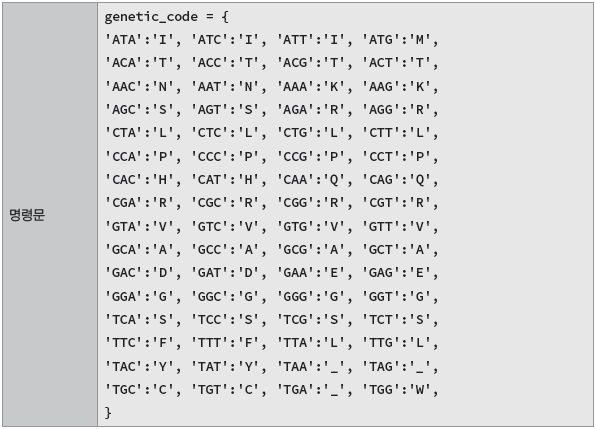 명령문
genetic_code = {
'ATA':'I', 'ATC':'I', 'ATT':'I', 'ATG':'M',
'ACA':'T', 'ACC':'T', 'ACG':'T', 'ACT':'T',
'AAC':'N', 'AAT':'N', 'AAA':'K', 'AAG':'K',
'AGC':'S', 'AGT':'S', 'AGA':'R', 'AGG':'R',
'CTA':'L', 'CTC':'L', 'CTG':'L', 'CTT':'L',
'CCA':'P', 'CCC':'P', 'CCG':'P', 'CCT':'P',
'CAC':'H', 'CAT':'H', 'CAA':'Q', 'CAG':'Q',
'CGA':'R', 'CGC':'R', 'CGG':'R', 'CGT':'R',
'GTA':'V', 'GTC':'V', 'GTG':'V', 'GTT':'V',
'GCA':'A', 'GCC':'A', 'GCG':'A', 'GCT':'A',
'GAC':'D', 'GAT':'D', 'GAA':'E', 'GAG':'E',
'GGA':'G', 'GGC':'G', 'GGG':'G', 'GGT':'G',
'TCA':'S', 'TCC':'S', 'TCG':'S', 'TCT':'S',
'TTC':'F', 'TTT':'F', 'TTA':'L', 'TTG':'L',
'TAC':'Y', 'TAT':'Y', 'TAA':'_', 'TAG':'_',
'TGC':'C', 'TGT':'C', 'TGA':'_', 'TGG':'W',
}